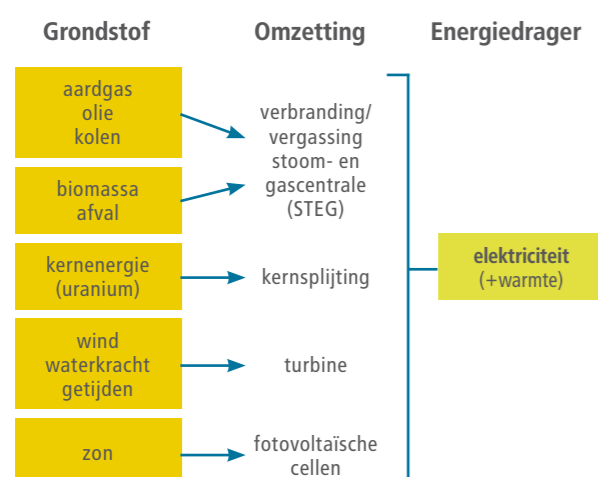 Grondstof
Omzetting
Energiedrager
aardgas
olie
kolen
verbranding/
vergassing
stoom- en
gascentrale
(STEG)
biomassa
afval
kernenergie
(uranium)
kernsplijting
elektriciteit
(+warmte)
wind
waterkracht
getijden
turbine
zon
fotovoltaïsche
cellen